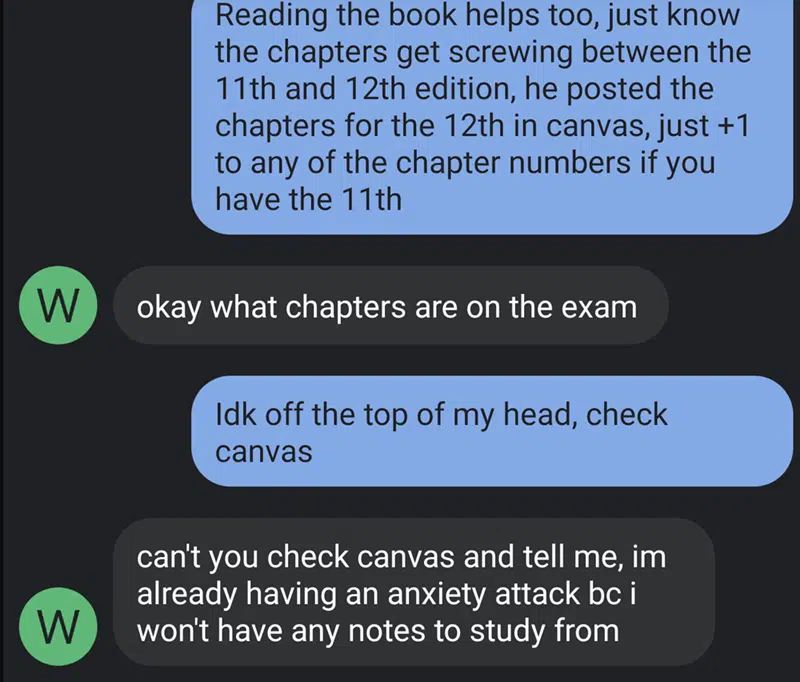 Reading the book helps too, just know
the chapters get screwing between the
11th and 12th edition, he posted the
chapters for the 12th in canvas, just +1
to any of the chapter numbers if you
have the 11th
W
okay what chapters are on the exam
Idk off the top of my head, check
canvas
can't you check canvas and tell me, im
already having an anxiety attack bc i
won't have any notes to study from
W